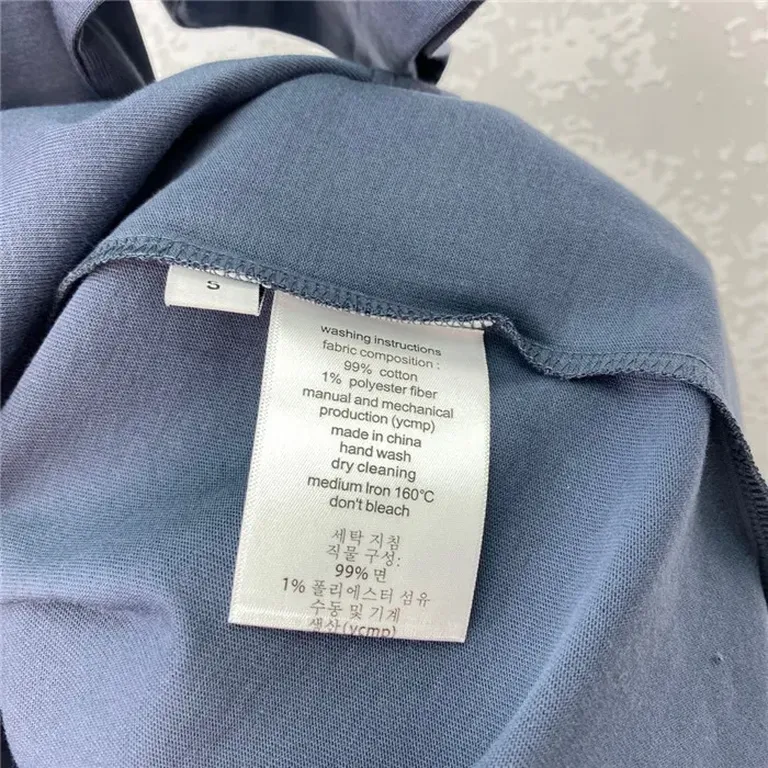 S
washing instructions
fabric composition :
99% cotton
1% polyester fiber
manual and mechanical
production (ycmp)
made in china
hand wash
dry cleaning
medium Iron 160°C
don't bleach
세탁 지침
직물 구성:
99% 면
1% 폴리에스터 섬유
수동 및 기계
생산(ycmp)